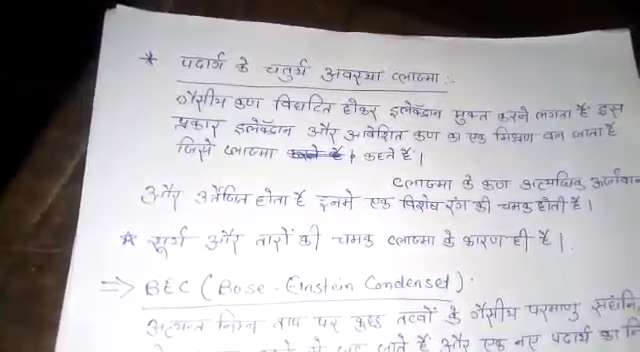 * पदार्थ के चतुर्थ अवस्था प्लाज्मा :-
गैसीय कण विघटित होकर इलेक्ट्रॉन मुक्त करने लगता है इस
प्रकार इलेक्ट्रॉन और आवेशित कण का एक मिश्रण बन जाता है
जिसे प्लाज्मा कहते हैं।
प्लाज्मा के कण अत्यधिक ऊर्जावान
और उत्तेजित होता है इनमे एक विशेष रंग की चमक होती है।
* सूर्य और तारों की चमक प्लाज्मा के कारण ही है।
=> BEC (Bose-Einstein Condenset).
अत्यन्त निम्न ताप पर कुछ तत्वों के गैसीय परमाणु संघनि
जाते हैं और एक नए पदार्थ का नि